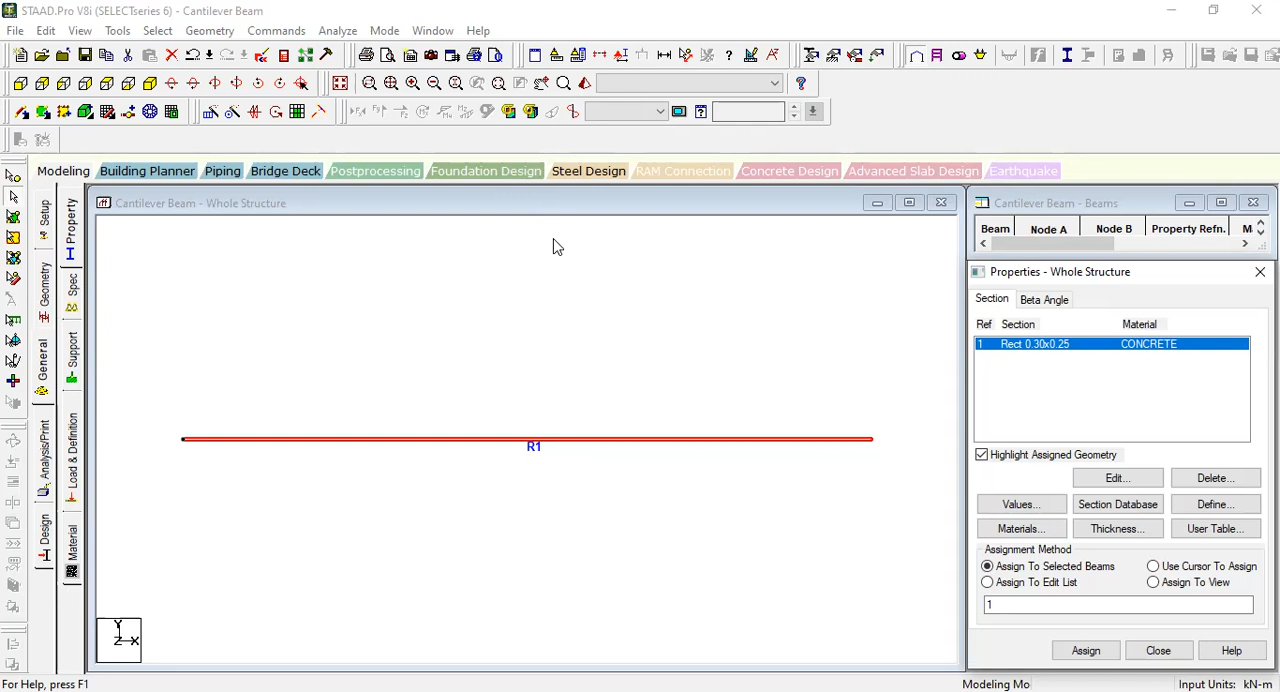 STAAD.Pro V8i (SELECTseries 6) - Cantilever Beam
File Edit View Tools Select Geometry Commands Analyze Mode Window Help
Modeling Building Planner Piping Bridge Deck Postprocessing Foundation Design Steel Design RAM Connection Concrete Design Advanced Slab Design Earthquake
Setup
Geometry
General
Analysis/Print
Design
Property
Spec
Support
Load & Definition
Material
Cantilever Beam - Whole Structure
R1
Y
Z X
Cantilever Beam - Beams
Beam Node A Node B Property Refn.
Properties - Whole Structure
Section Beta Angle
Ref Section Material
1 Rect 0.30x0.25 CONCRETE
Highlight Assigned Geometry
Edit... Delete...
Values... Section Database Define...
Materials... Thickness... User Table...
Assignment Method
Assign To Selected Beams Use Cursor To Assign
Assign To Edit List Assign To View
1
Assign Close Help
For Help, press F1 Modeling Mo Input Units: kN-m